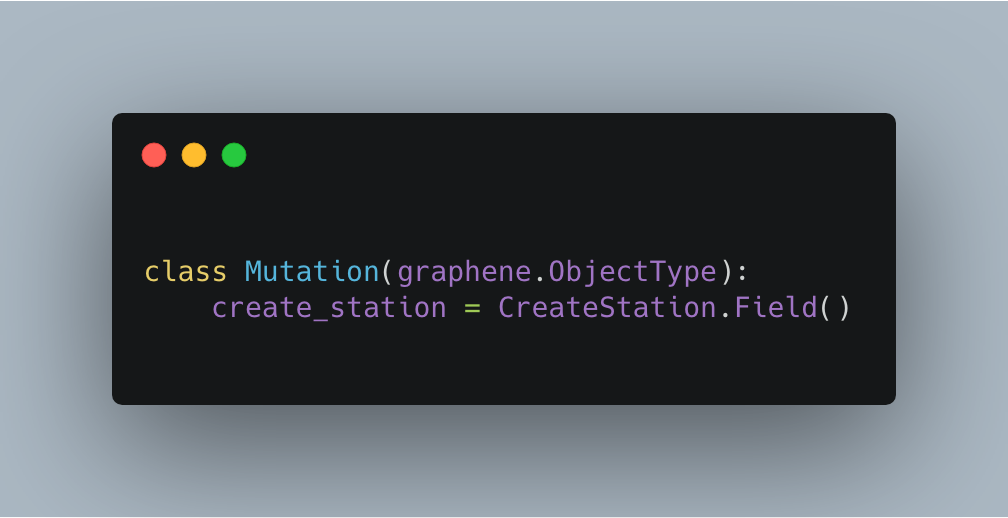 class Mutation(graphene.ObjectType):
    create_station = CreateStation.Field()